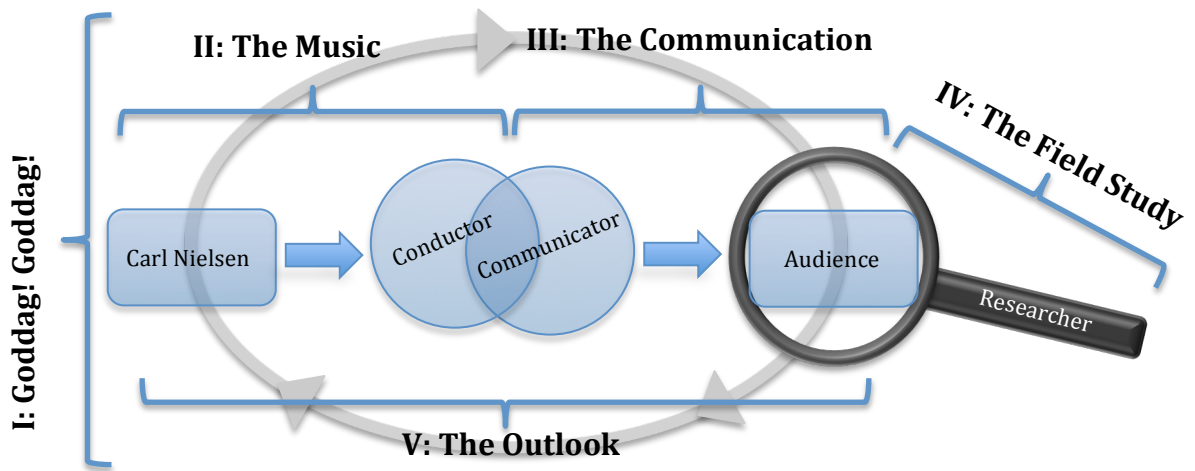 I: Goddag! Goddag!
II: The Music
III: The Communication
IV: The Field Study
Carl Nielsen
Conductor
Communicator
Audience
Researcher
V: The Outlook